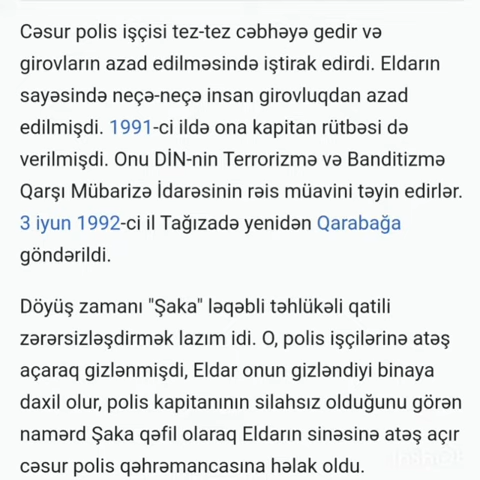 Cəsur polis işçisi tez-tez cəbhəyə gedir və
girovların azad edilməsində iştirak edirdi. Eldarın
sayəsində neçə-neçə insan girovluqdan azad
edilmişdi. 1991-ci ildə ona kapitan rütbəsi də
verilmişdi. Onu DİN-nin Terrorizmə və Banditizmə
Qarşı Mübarizə İdarəsinin rəis müavini təyin edirlər.
3 iyun 1992-ci il Tağızadə yenidən Qarabağa
göndərildi.
Döyüş zamanı "Şaka" ləqəbli təhlükəli qatili
zərərsizləşdirmək lazım idi. O, polis işçilərinə atəş
açaraq gizlənmişdi, Eldar onun gizləndiyi binaya
daxil olur, polis kapitanının silahsız olduğunu görən
namərd Şaka qəfil olaraq Eldarın sinəsinə atəş açır
cəsur polis qəhrəmancasına həlak oldu.